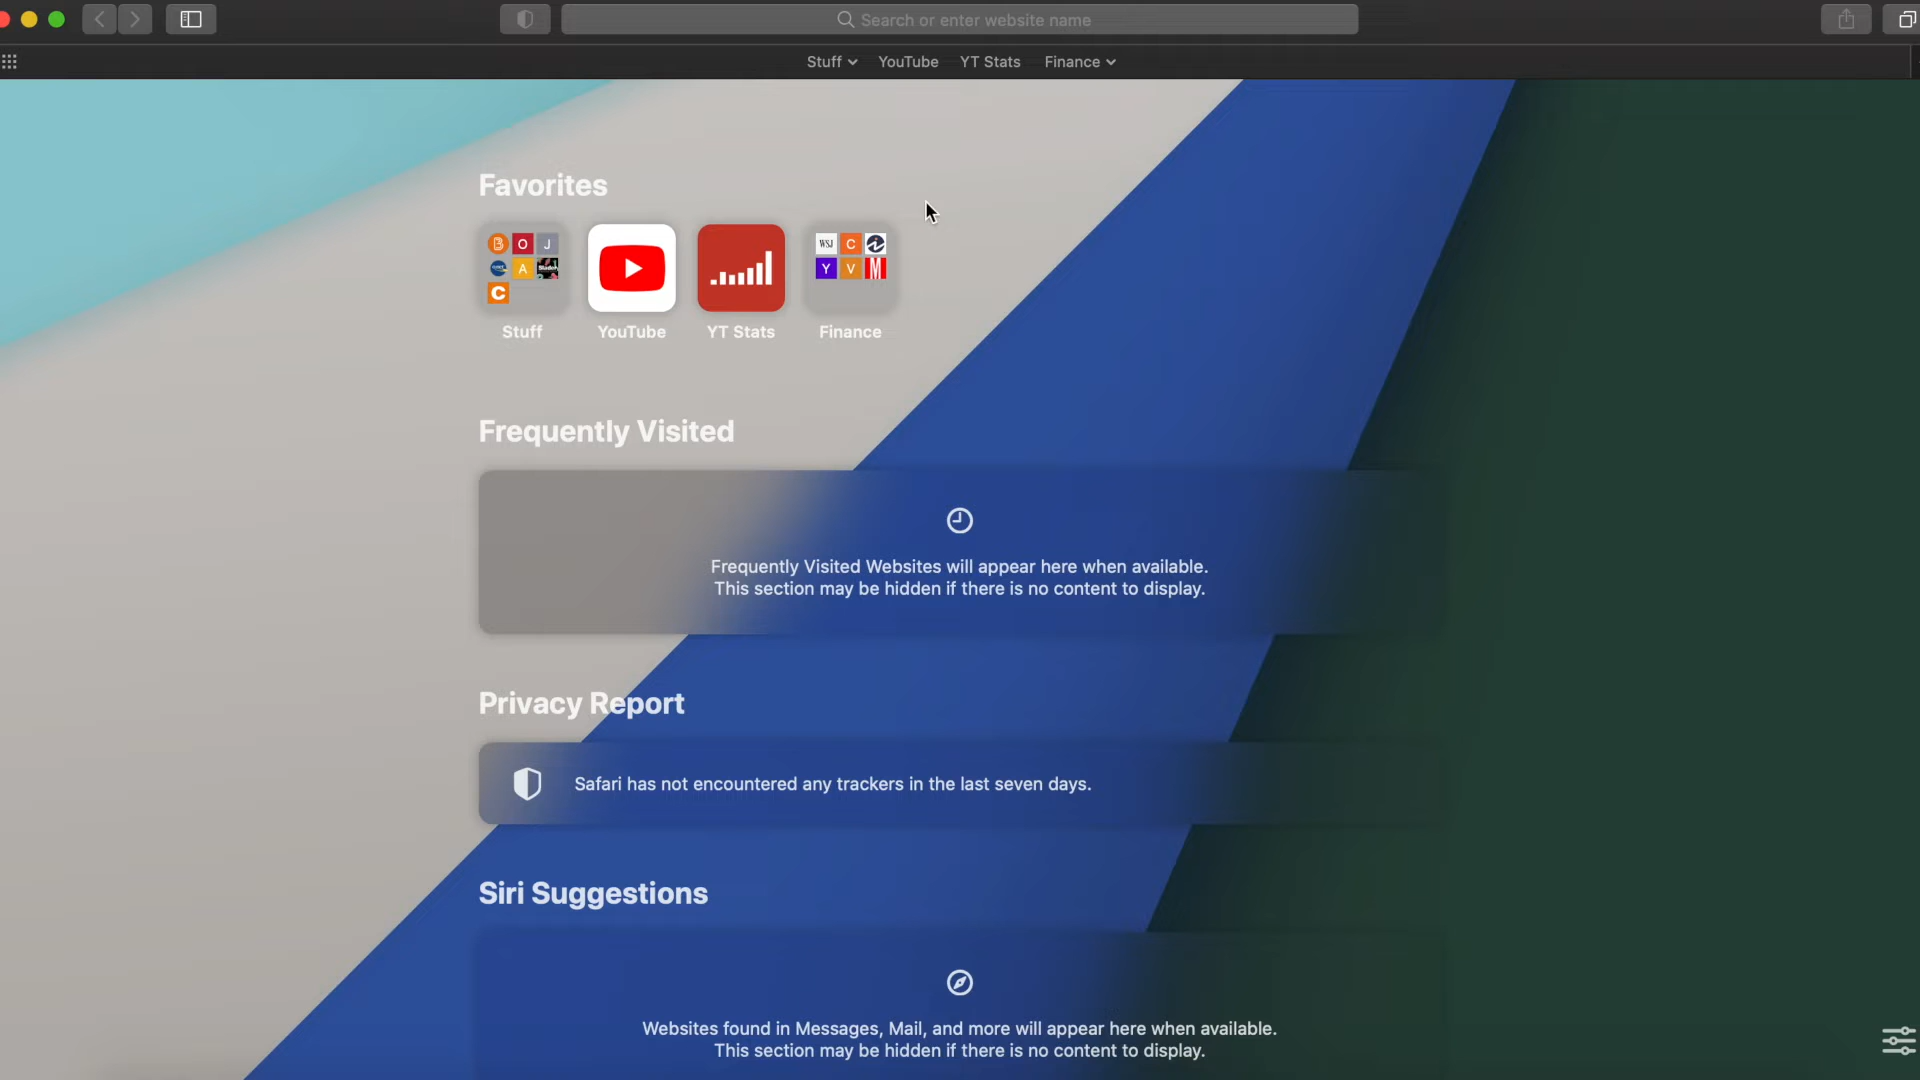 Search or enter website name
Stuff YouTube YT Stats Finance
Favorites
B O J WSJ C
A Y V M
C
Stuff YouTube YT Stats Finance
Frequently Visited
Frequently Visited Websites will appear here when available.
This section may be hidden if there is no content to display.
Privacy Report
Safari has not encountered any trackers in the last seven days.
Siri Suggestions
Websites found in Messages, Mail, and more will appear here when available.
This section may be hidden if there is no content to display.